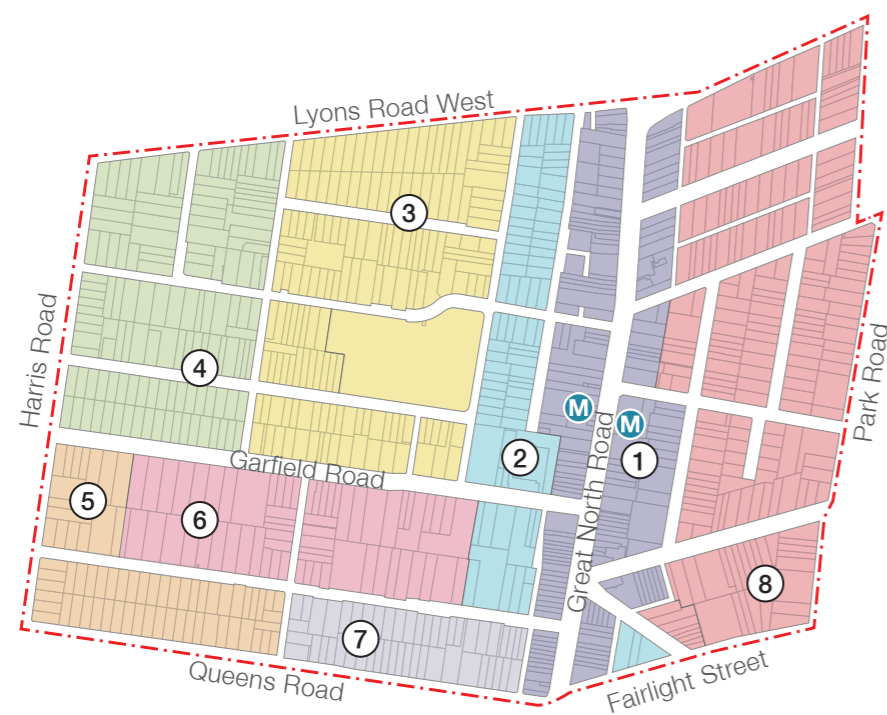 Lyons Road West
3
Harris Road
4
Park Road
M
M
Great North Road
2
1
Garfield Road
5
6
8
7
Queens Road
Fairlight Street